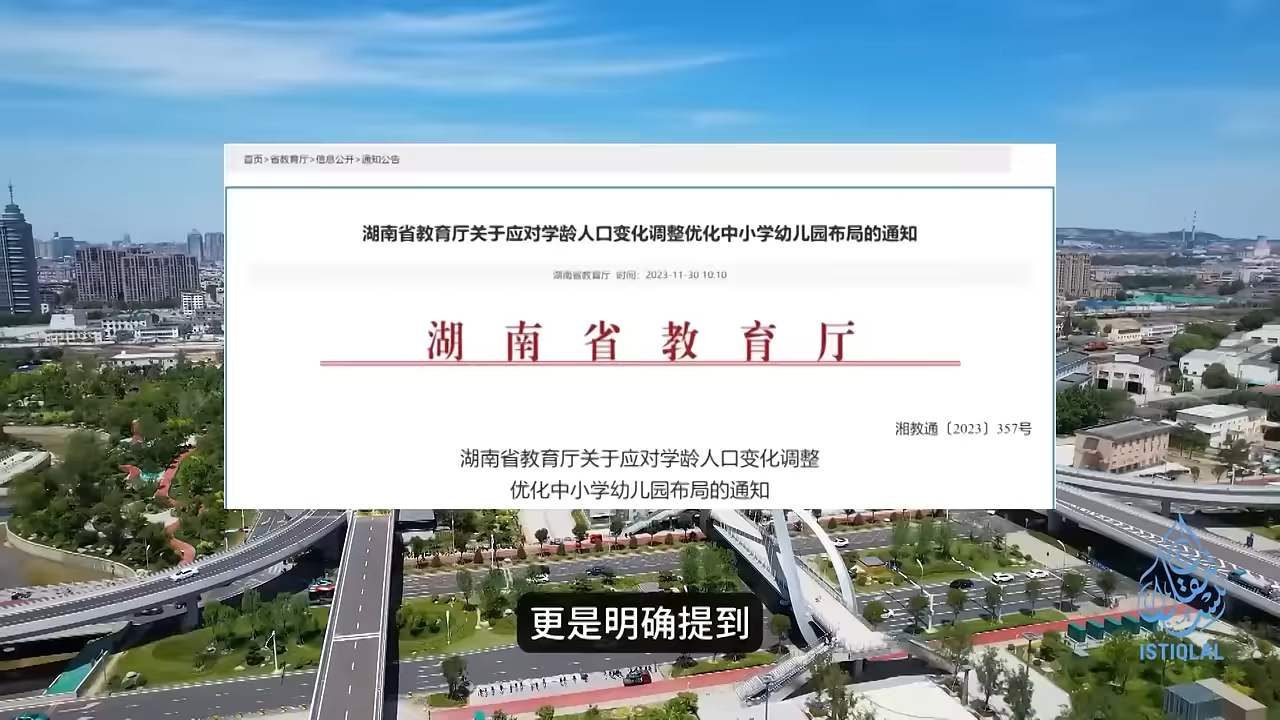 首页>省教育厅>信息公开>通知公告
湖南省教育厅关于应对学龄人口变化调整优化中小学幼儿园布局的通知
湖南省教育厅 时间：2023-11-30 10:10
湖南省教育厅
湘教通〔2023〕357号
湖南省教育厅关于应对学龄人口变化调整
优化中小学幼儿园布局的通知
更是明确提到
ISTIQLAL